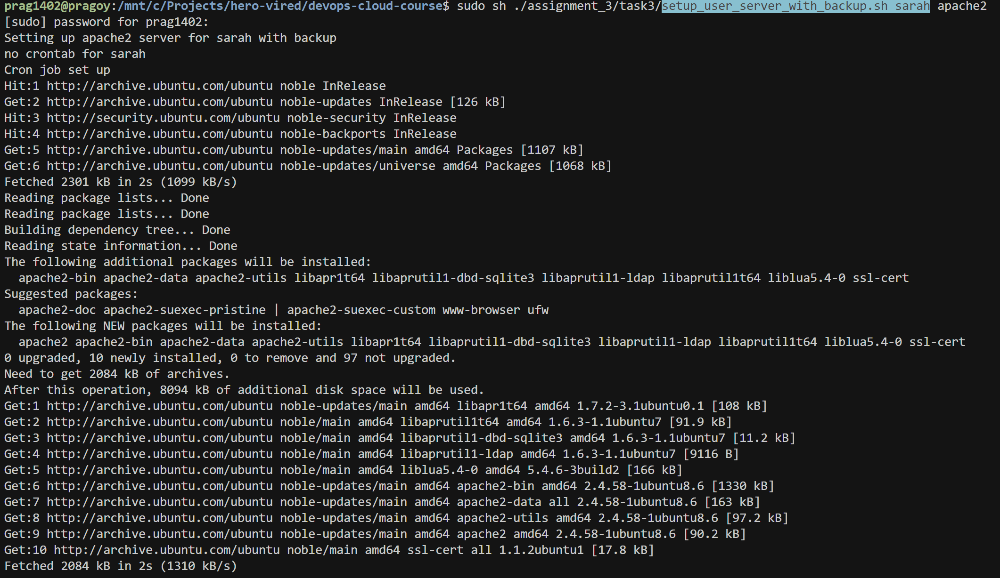 prag1402@pragoy:/mnt/c/Projects/hero-vired/devops-cloud-course$ sudo sh ./assignment_3/task3/setup_user_server_with_backup.sh sarah apache2
[sudo] password for prag1402:
Setting up apache2 server for sarah with backup
no crontab for sarah
Cron job set up
Hit:1 http://archive.ubuntu.com/ubuntu noble InRelease
Get:2 http://archive.ubuntu.com/ubuntu noble-updates InRelease [126 kB]
Hit:3 http://security.ubuntu.com/ubuntu noble-security InRelease
Hit:4 http://archive.ubuntu.com/ubuntu noble-backports InRelease
Get:5 http://archive.ubuntu.com/ubuntu noble-updates/main amd64 Packages [1107 kB]
Get:6 http://archive.ubuntu.com/ubuntu noble-updates/universe amd64 Packages [1068 kB]
Fetched 2301 kB in 2s (1099 kB/s)
Reading package lists... Done
Reading package lists... Done
Building dependency tree... Done
Reading state information... Done
The following additional packages will be installed:
  apache2-bin apache2-data apache2-utils libapr1t64 libaprutil1-dbd-sqlite3 libaprutil1-ldap libaprutil1t64 liblua5.4-0 ssl-cert
Suggested packages:
  apache2-doc apache2-suexec-pristine | apache2-suexec-custom www-browser ufw
The following NEW packages will be installed:
  apache2 apache2-bin apache2-data apache2-utils libapr1t64 libaprutil1-dbd-sqlite3 libaprutil1-ldap libaprutil1t64 liblua5.4-0 ssl-cert
0 upgraded, 10 newly installed, 0 to remove and 97 not upgraded.
Need to get 2084 kB of archives.
After this operation, 8094 kB of additional disk space will be used.
Get:1 http://archive.ubuntu.com/ubuntu noble-updates/main amd64 libapr1t64 amd64 1.7.2-3.1ubuntu0.1 [108 kB]
Get:2 http://archive.ubuntu.com/ubuntu noble/main amd64 libaprutil1t64 amd64 1.6.3-1.1ubuntu7 [91.9 kB]
Get:3 http://archive.ubuntu.com/ubuntu noble/main amd64 libaprutil1-dbd-sqlite3 amd64 1.6.3-1.1ubuntu7 [11.2 kB]
Get:4 http://archive.ubuntu.com/ubuntu noble/main amd64 libaprutil1-ldap amd64 1.6.3-1.1ubuntu7 [9116 B]
Get:5 http://archive.ubuntu.com/ubuntu noble/main amd64 liblua5.4-0 amd64 5.4.6-3build2 [166 kB]
Get:6 http://archive.ubuntu.com/ubuntu noble-updates/main amd64 apache2-bin amd64 2.4.58-1ubuntu8.6 [1330 kB]
Get:7 http://archive.ubuntu.com/ubuntu noble-updates/main amd64 apache2-data all 2.4.58-1ubuntu8.6 [163 kB]
Get:8 http://archive.ubuntu.com/ubuntu noble-updates/main amd64 apache2-utils amd64 2.4.58-1ubuntu8.6 [97.2 kB]
Get:9 http://archive.ubuntu.com/ubuntu noble-updates/main amd64 apache2 amd64 2.4.58-1ubuntu8.6 [90.2 kB]
Get:10 http://archive.ubuntu.com/ubuntu noble/main amd64 ssl-cert all 1.1.2ubuntu1 [17.8 kB]
Fetched 2084 kB in 2s (1310 kB/s)